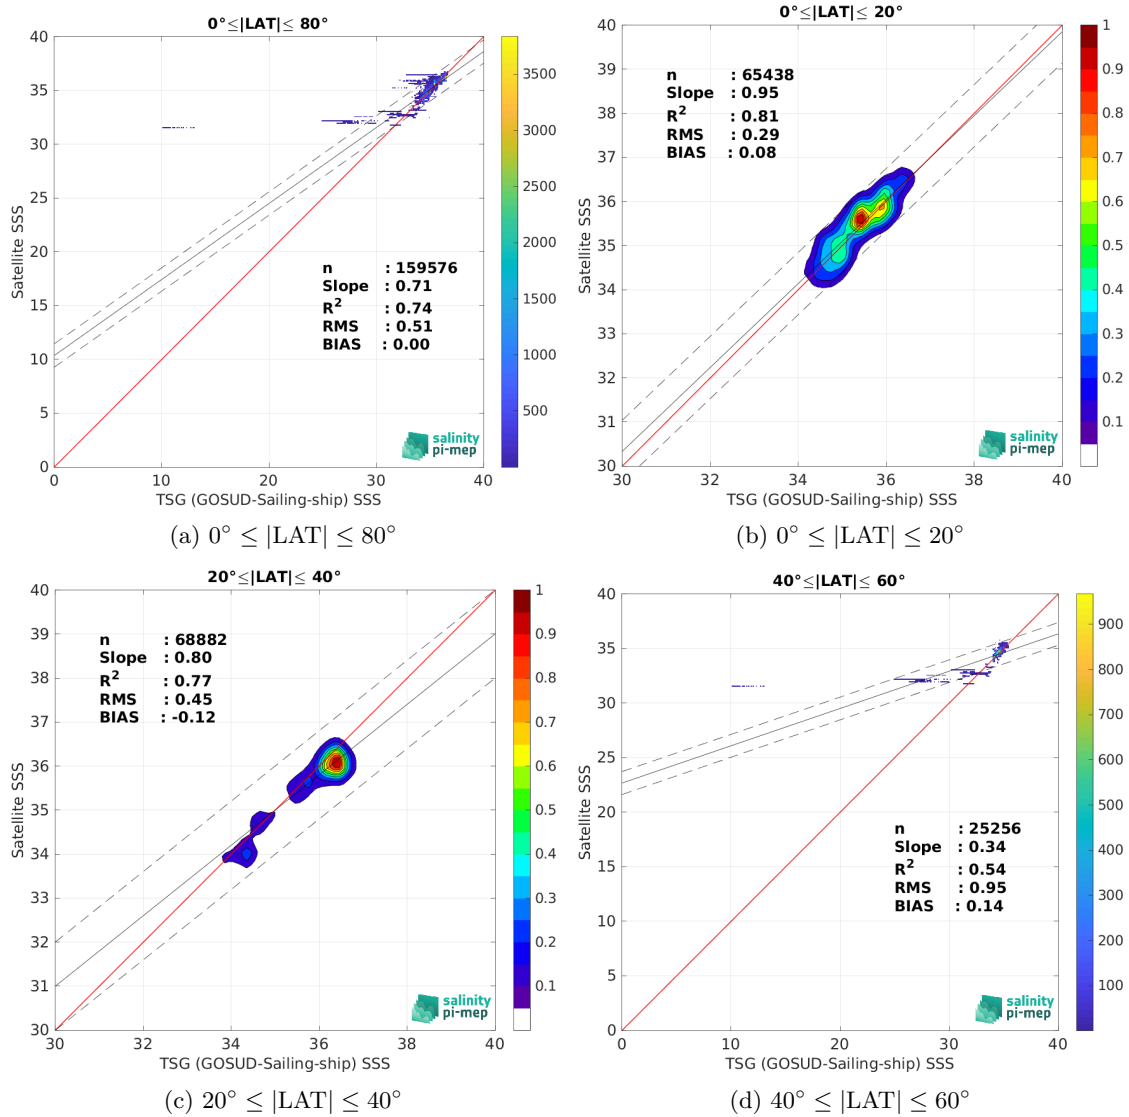 0°≤|LAT|≤ 80°
40
35
30
25
20
15
10
5
0
Satellite SSS
n : 159576
Slope : 0.71
R² : 0.74
RMS : 0.51
BIAS : 0.00
salinity
pi-mep
0 10 20 30 40
TSG (GOSUD-Sailing-ship) SSS
3500
3000
2500
2000
1500
1000
500
(a) 0° ≤ |LAT| ≤ 80°
0°≤|LAT|≤ 20°
40
39
38
37
36
35
34
33
32
31
30
Satellite SSS
n : 65438
Slope : 0.95
R² : 0.81
RMS : 0.29
BIAS : 0.08
salinity
pi-mep
30 32 34 36 38 40
TSG (GOSUD-Sailing-ship) SSS
1
0.9
0.8
0.7
0.6
0.5
0.4
0.3
0.2
0.1
(b) 0° ≤ |LAT| ≤ 20°
20°≤|LAT|≤ 40°
40
39
38
37
36
35
34
33
32
31
30
Satellite SSS
n : 68882
Slope : 0.80
R² : 0.77
RMS : 0.45
BIAS : -0.12
salinity
pi-mep
30 32 34 36 38 40
TSG (GOSUD-Sailing-ship) SSS
1
0.9
0.8
0.7
0.6
0.5
0.4
0.3
0.2
0.1
(c) 20° ≤ |LAT| ≤ 40°
40°≤|LAT|≤ 60°
40
35
30
25
20
15
10
5
0
Satellite SSS
n : 25256
Slope : 0.34
R² : 0.54
RMS : 0.95
BIAS : 0.14
salinity
pi-mep
0 10 20 30 40
TSG (GOSUD-Sailing-ship) SSS
900
800
700
600
500
400
300
200
100
0
(d) 40° ≤ |LAT| ≤ 60°